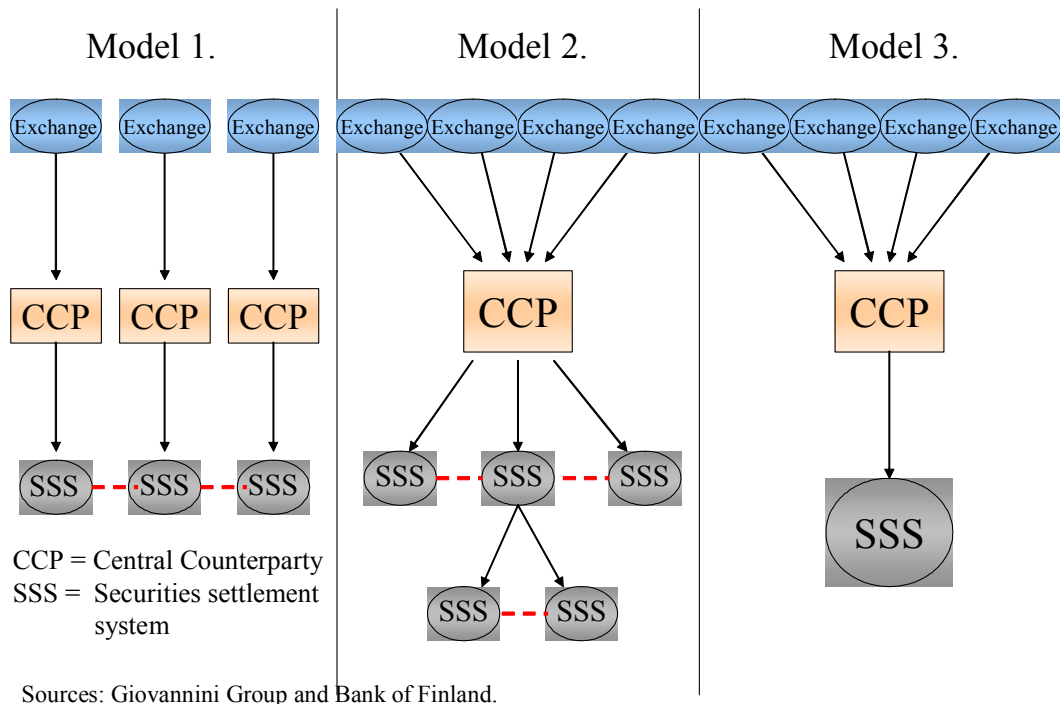 Model 1.
Model 2.
Model 3.
Exchange Exchange Exchange
Exchange Exchange Exchange Exchange
Exchange Exchange Exchange Exchange
CCP CCP CCP
CCP
CCP
SSS SSS SSS
SSS SSS SSS
SSS SSS
SSS
CCP = Central Counterparty
SSS = Securities settlement
system
Sources: Giovannini Group and Bank of Finland.